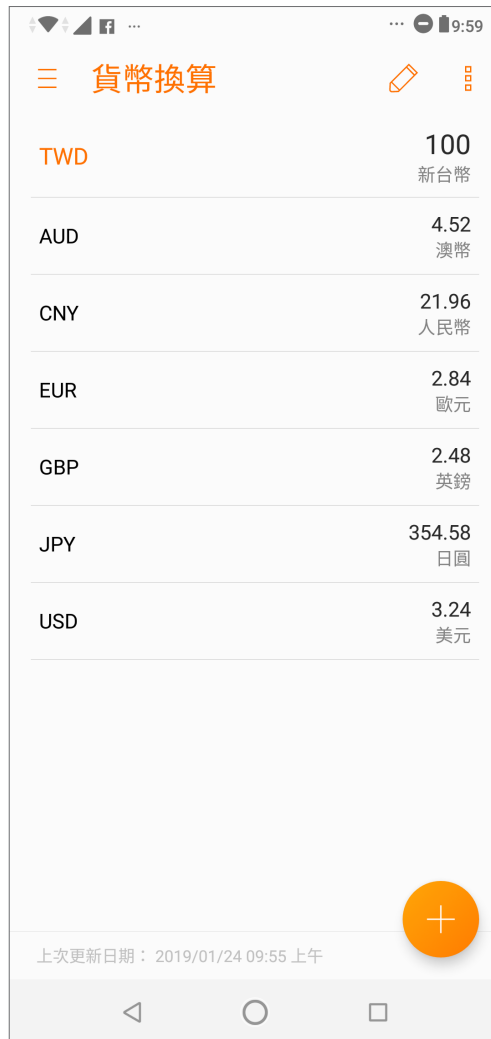 9:59
貨幣換算
TWD
100
新台幣
AUD
4.52
澳幣
CNY
21.96
人民幣
EUR
2.84
歐元
GBP
2.48
英鎊
JPY
354.58
日圓
USD
3.24
美元
上次更新日期： 2019/01/24 09:55 上午